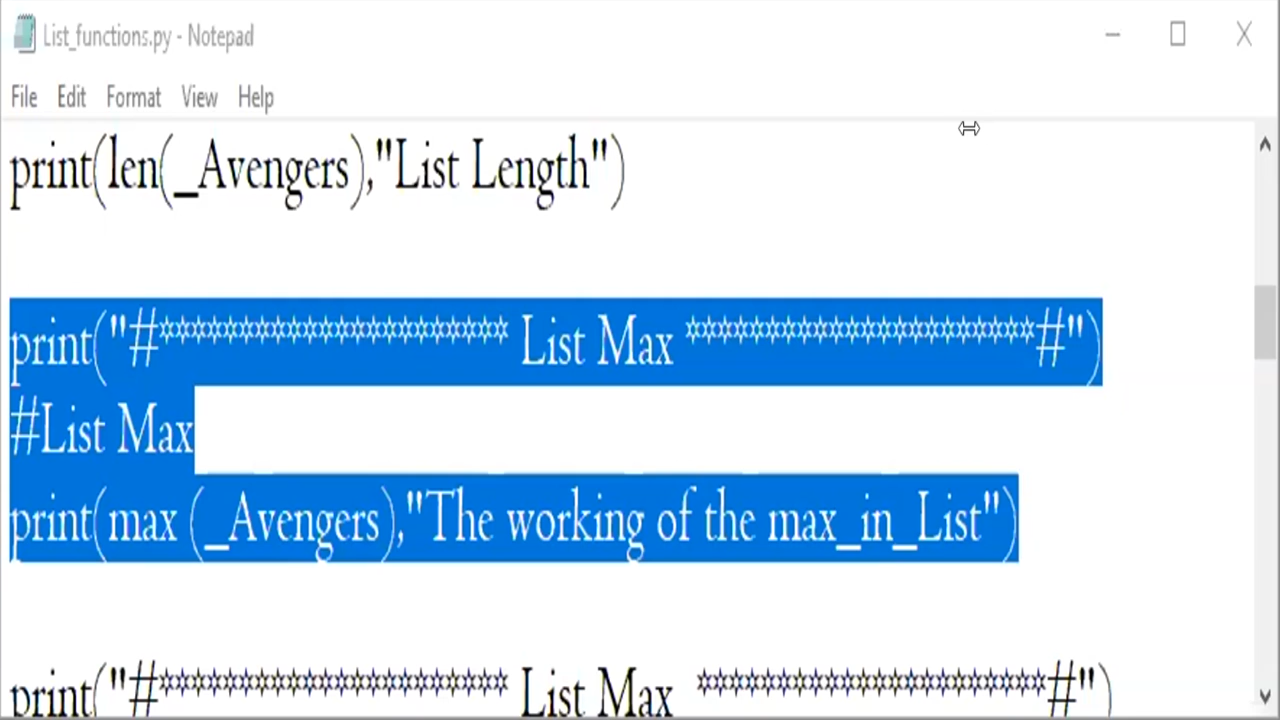 List_functions.py - Notepad
File Edit Format View Help
print(len(_Avengers),"List Length")
print("#********************** List Max **********************#")
#List Max
print(max (_Avengers),"The working of the max_in_List")
print("#********************** List Max  **********************#")